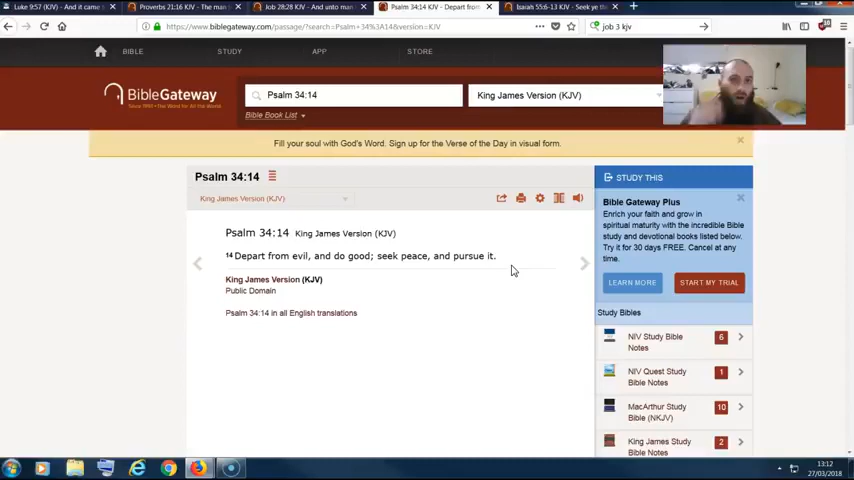 Luke 9:57 (KJV) - And it came t
Proverbs 21:16 KJV - The man
Job 28:28 KJV - And unto man
Psalm 34:14 KJV - Depart from
Isaiah 55:6-13 KJV - Seek ye th
https://www.biblegateway.com/passage/?search=Psalm+34%3A14&version=KJV
job 3 kjv
BIBLE
STUDY
APP
STORE
BibleGateway
Psalm 34:14
King James Version (KJV)
Bible Book List
Fill your soul with God's Word. Sign up for the Verse of the Day in visual form.
Psalm 34:14
King James Version (KJV)
Psalm 34:14 King James Version (KJV)
14 Depart from evil, and do good; seek peace, and pursue it.
King James Version (KJV)
Public Domain
Psalm 34:14 in all English translations
STUDY THIS
Bible Gateway Plus
Enrich your faith and grow in
spiritual maturity with the incredible Bible
study and devotional books listed below.
Try it for 30 days FREE. Cancel at any
time.
LEARN MORE
START MY TRIAL
Study Bibles
NIV Study Bible
Notes
6
NIV Quest Study
Bible Notes
1
MacArthur Study
Bible (NKJV)
10
King James Study
Bible Notes
2
13:12
27/03/2018